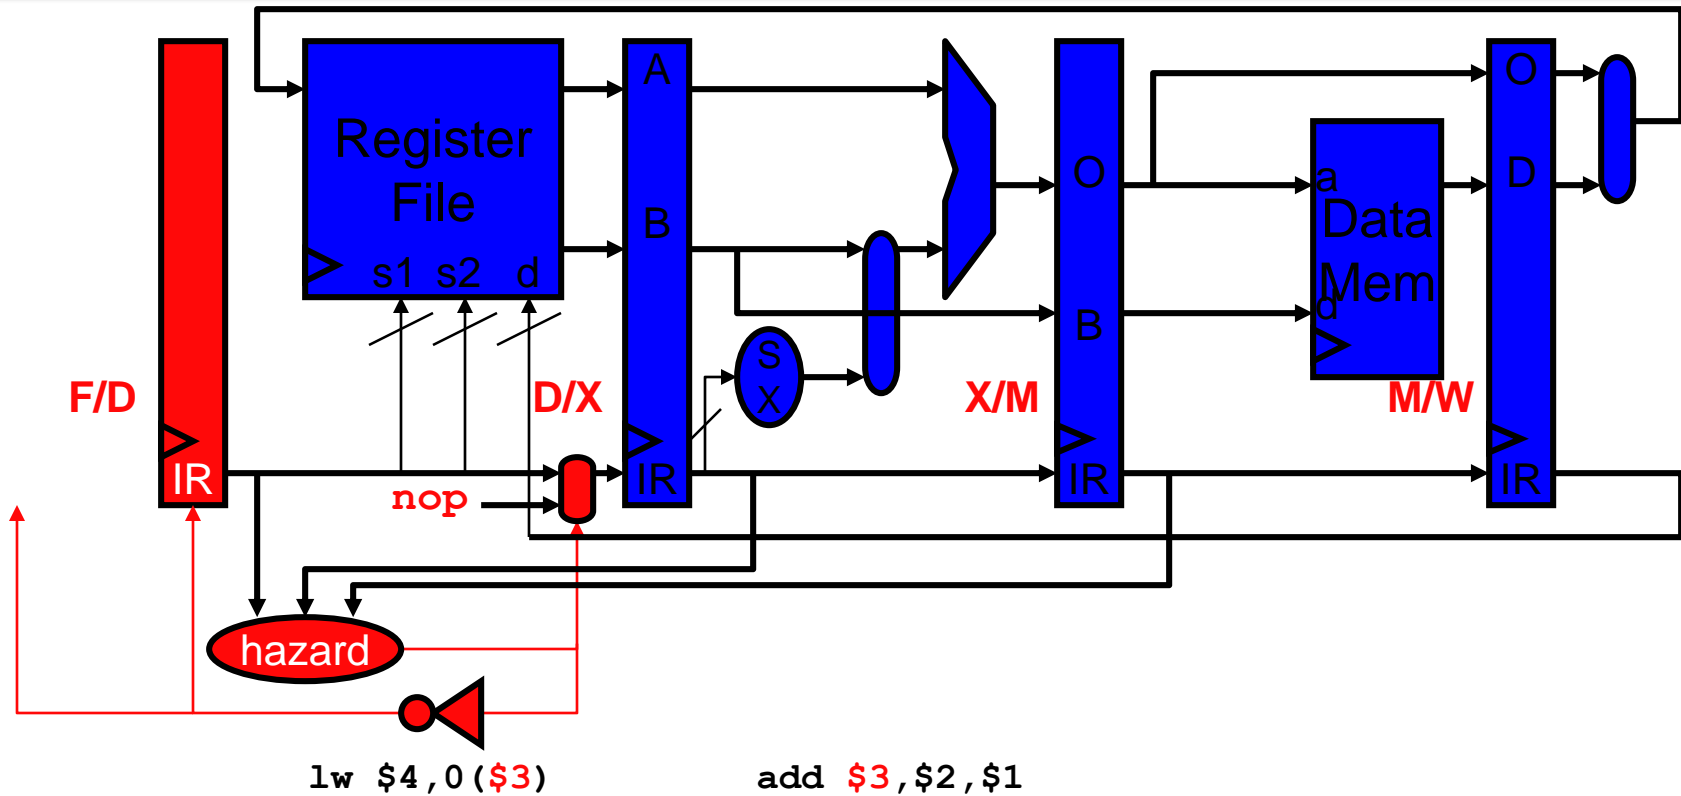 A
O
Register
O
a
D
File
B
Data
s1 s2 d
Mem
d
B
S
X
F/D
D/X
X/M
M/W
IR
IR
IR
IR
nop
hazard
lw $4,0($3)
add $3,$2,$1